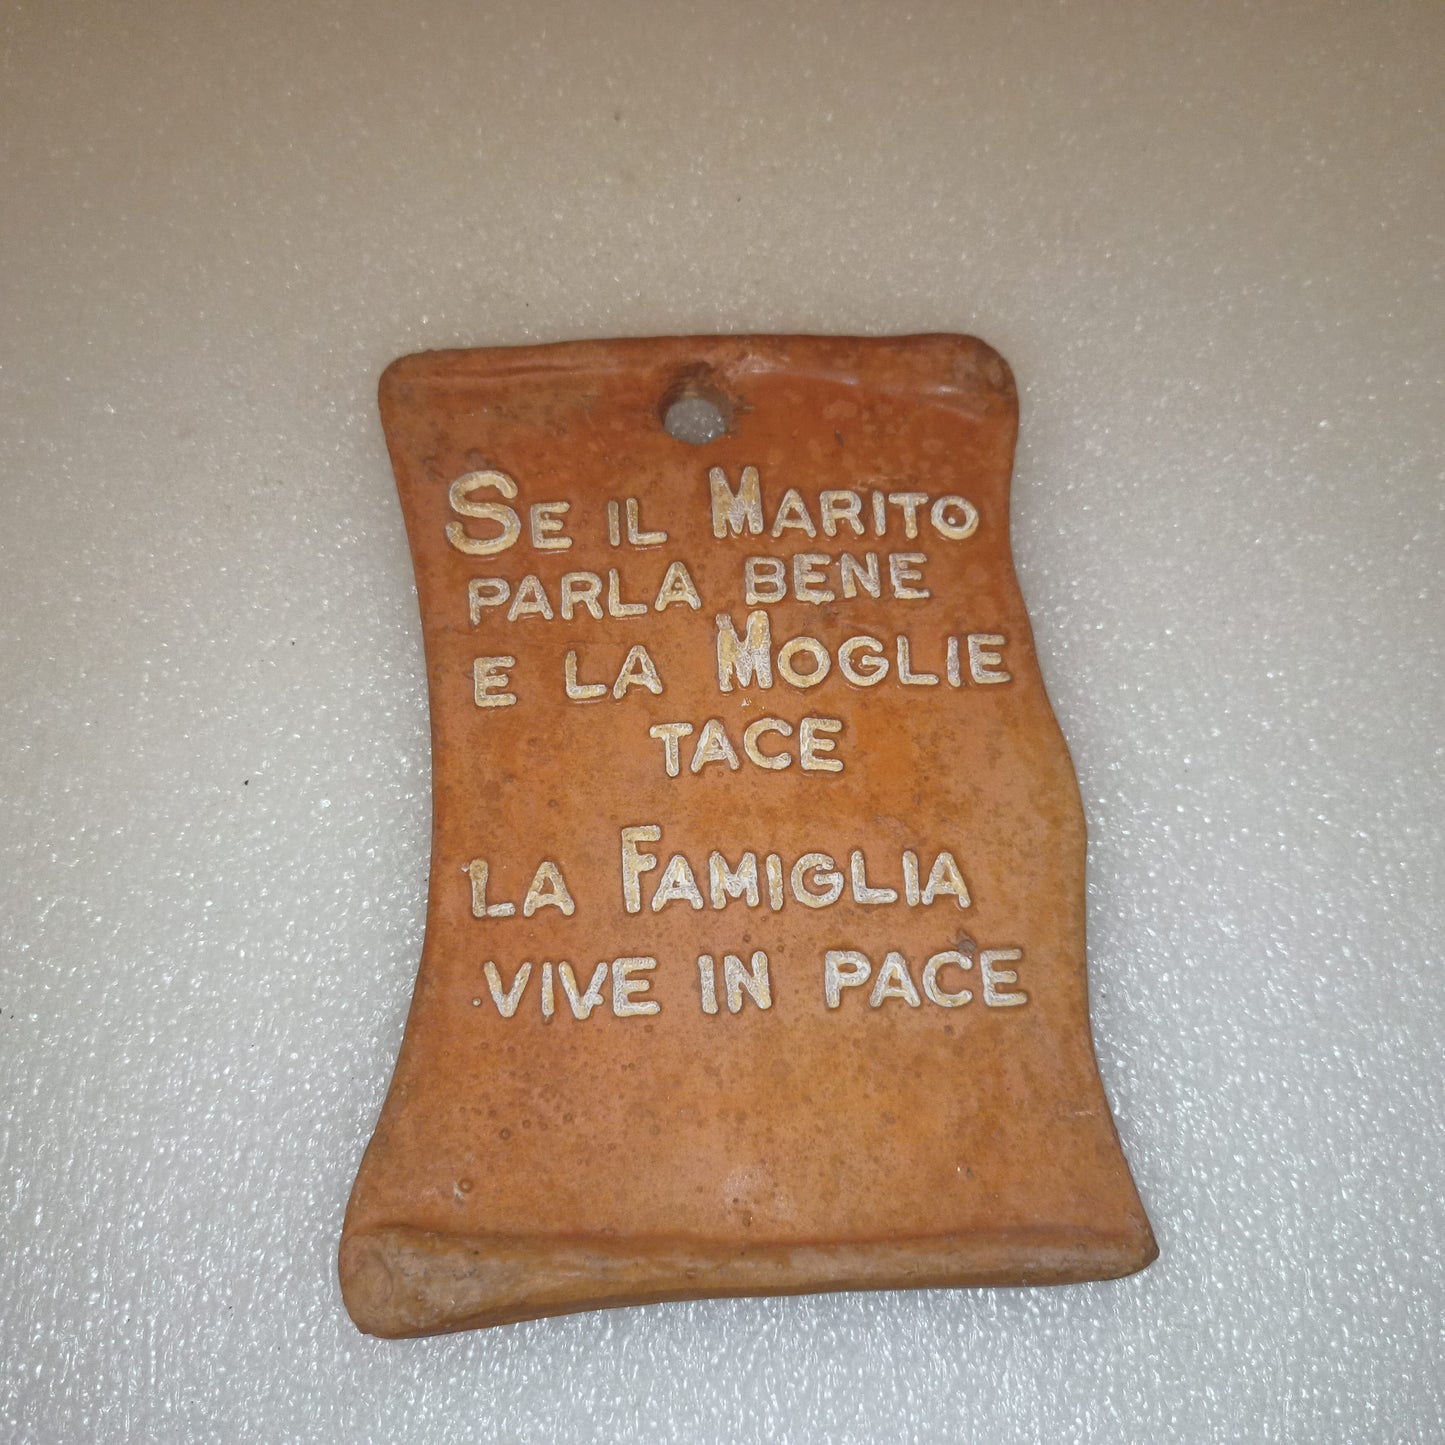 Se il Marito
parla bene
e la Moglie
tace
la Famiglia
vive in pace